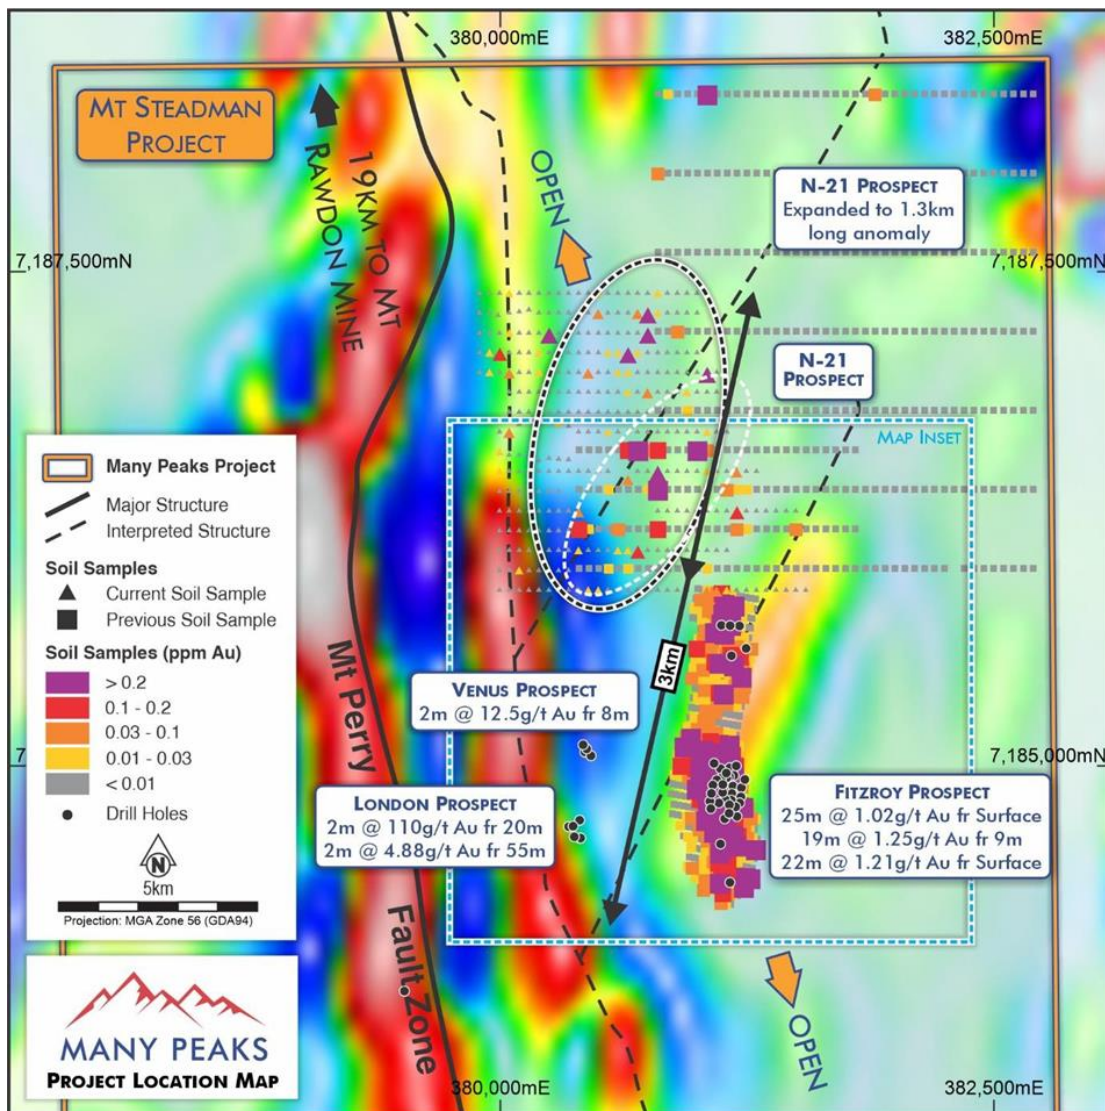 380,000mE
382,500mE
MT STEADMAN
PROJECT
19KM TO MT
RAWDON MINE
OPEN
N-21 PROSPECT
Expanded to 1.3km
long anomaly
7,187,500mN
7,187,500mN
N-21
PROSPECT
MAP INSET
Many Peaks Project
Major Structure
Interpreted Structure
Soil Samples
Current Soil Sample
Previous Soil Sample
Soil Samples (ppm Au)
> 0.2
0.1 - 0.2
0.03 - 0.1
0.01 - 0.03
< 0.01
Drill Holes
N
5km
Projection: MGA Zone 56 (GDA94)
Mt Perry
Fault Zone
3km
VENUS PROSPECT
2m @ 12.5g/t Au fr 8m
7,185,000mN
LONDON PROSPECT
2m @ 110g/t Au fr 20m
2m @ 4.88g/t Au fr 55m
FITZROY PROSPECT
25m @ 1.02g/t Au fr Surface
19m @ 1.25g/t Au fr 9m
22m @ 1.21g/t Au fr Surface
OPEN
MANY PEAKS
PROJECT LOCATION MAP
380,000mE
382,500mE